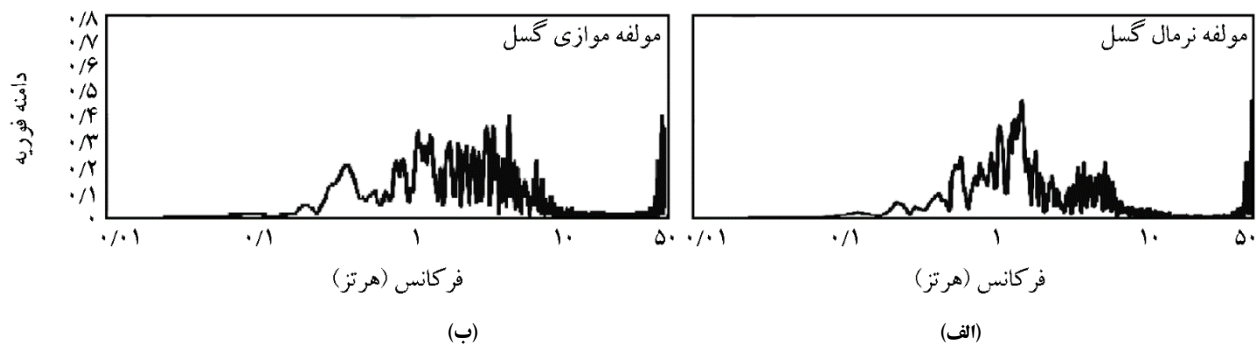 مولفه نرمال گسل
مولفه موازی گسل
دامنه فوریه
۰/۸
۰/۷
۰/۶
۰/۵
۰/۴
۰/۳
۰/۲
۰/۱
۰
۰/۰۱ ۰/۱ ۱ ۱۰ ۵۰
۰/۰۱ ۰/۱ ۱ ۱۰ ۵۰
فرکانس (هرتز)
فرکانس (هرتز)
(الف)
(ب)